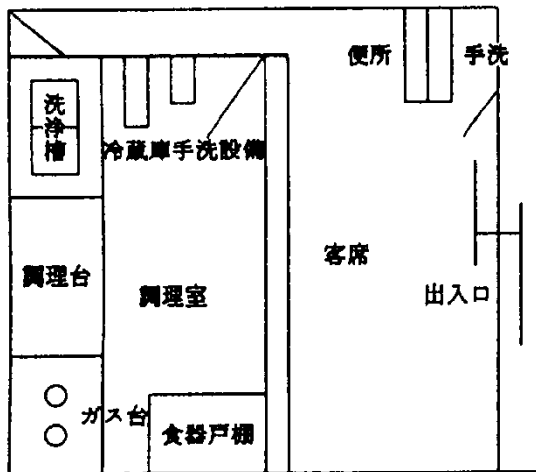 便所
手洗
洗浄槽
冷蔵庫手洗設備
調理台
調理室
客席
出入口
ガス台
食器戸棚